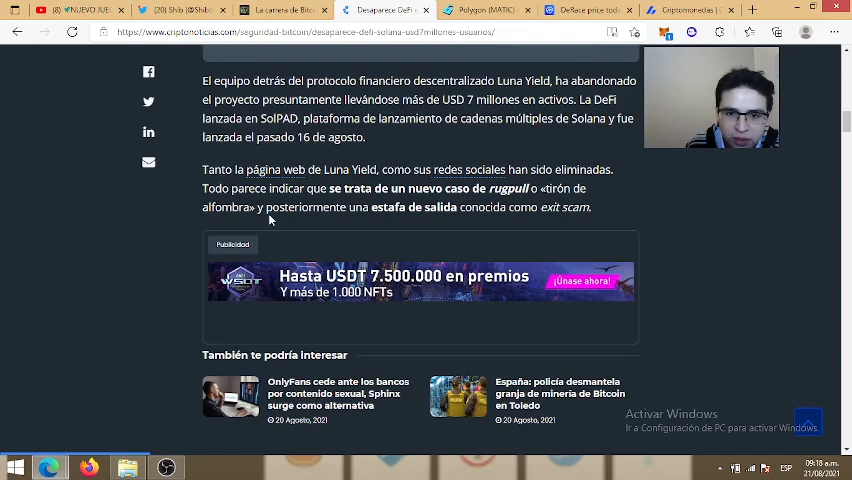 (8) 🚀NUEVO JUE
(20) Shib (@Shib
La carrera de Bitc
Desaparece DeFi e
Polygon (MATIC)
DeRace price toda
Criptomonedas | C
https://www.criptonoticias.com/seguridad-bitcoin/desaparece-defi-solana-usd7millones-usuarios/
El equipo detrás del protocolo financiero descentralizado Luna Yield, ha abandonado
el proyecto presuntamente llevándose más de USD 7 millones en activos. La DeFi
lanzada en SolPAD, plataforma de lanzamiento de cadenas múltiples de Solana y fue
lanzada el pasado 16 de agosto.
Tanto la página web de Luna Yield, como sus redes sociales han sido eliminadas.
Todo parece indicar que se trata de un nuevo caso de rugpull o «tirón de
alfombra» y posteriormente una estafa de salida conocida como exit scam.
Publicidad
WSOT
Hasta USDT 7.500.000 en premios
Y más de 1.000 NFTs
¡Únase ahora!
También te podría interesar
OnlyFans cede ante los bancos
por contenido sexual, Sphinx
surge como alternativa
20 Agosto, 2021
España: policía desmantela
granja de minería de Bitcoin
en Toledo
20 Agosto, 2021
Activar Windows
Ir a Configuración de PC para activar Windows.
ESP
09:18 a.m.
21/08/2021